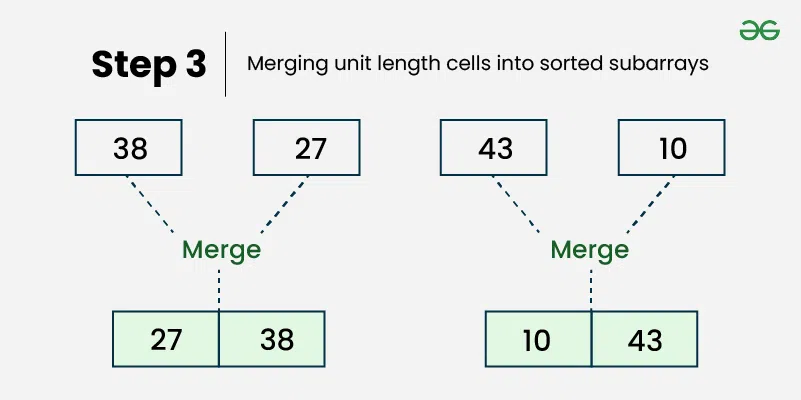 Step 3
Merging unit length cells into sorted subarrays
38 27 43 10
Merge Merge
27 38 10 43